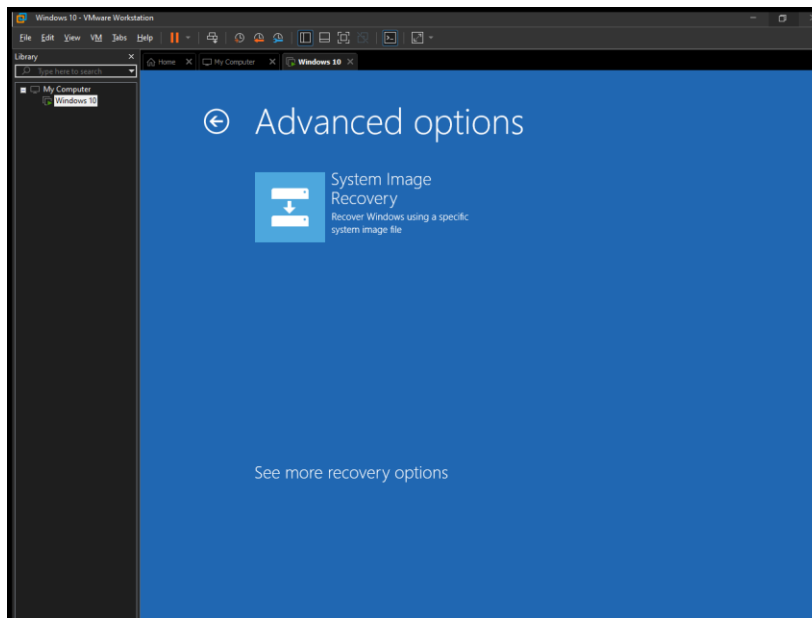 Windows 10 - VMware Workstation
File Edit View VM Tabs Help
Library
Type here to search
Home My Computer Windows 10
My Computer
Windows 10
Advanced options
System Image
Recovery
Recover Windows using a specific
system image file
See more recovery options